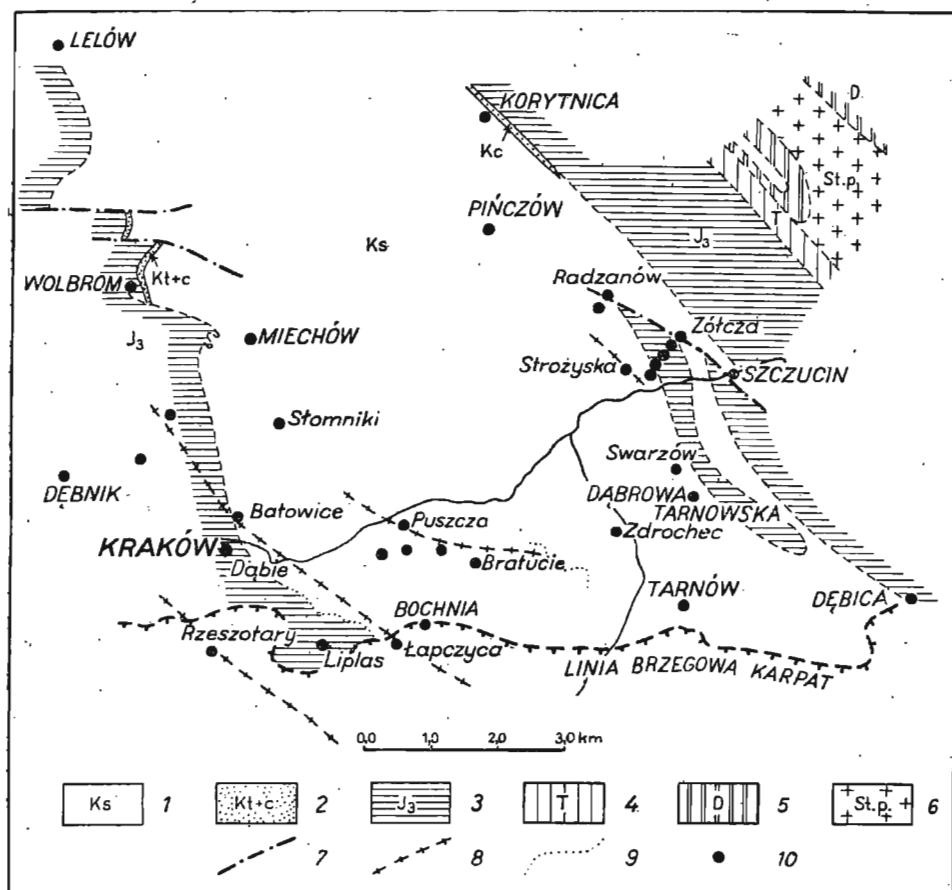 LELÓW
KORYTNICA
Kc
D
St.p.
T
PIŃCZÓW
J3
Ks
Kt+c
WOLBROM
Radzanów
J3
MIECHÓW
Żółcza
Strożyska
SZCZUCIN
Słomniki
Swarzów
DĘBNIK
DĄBROWA
TARNOWSKA
Batowice
Puszcza
Zdrochec
KRAKÓW
Dąbie
Bratucie
TARNÓW
DĘBICA
BOCHNIA
Rzeszotary
Liplas
Łapczyca
LINIA BRZEGOWA KARPAT
0,0 1,0 2,0 3,0 km
Ks 1 Kt+c 2 J3 3 T 4 D 5 St.p. 6
7 8 9 10